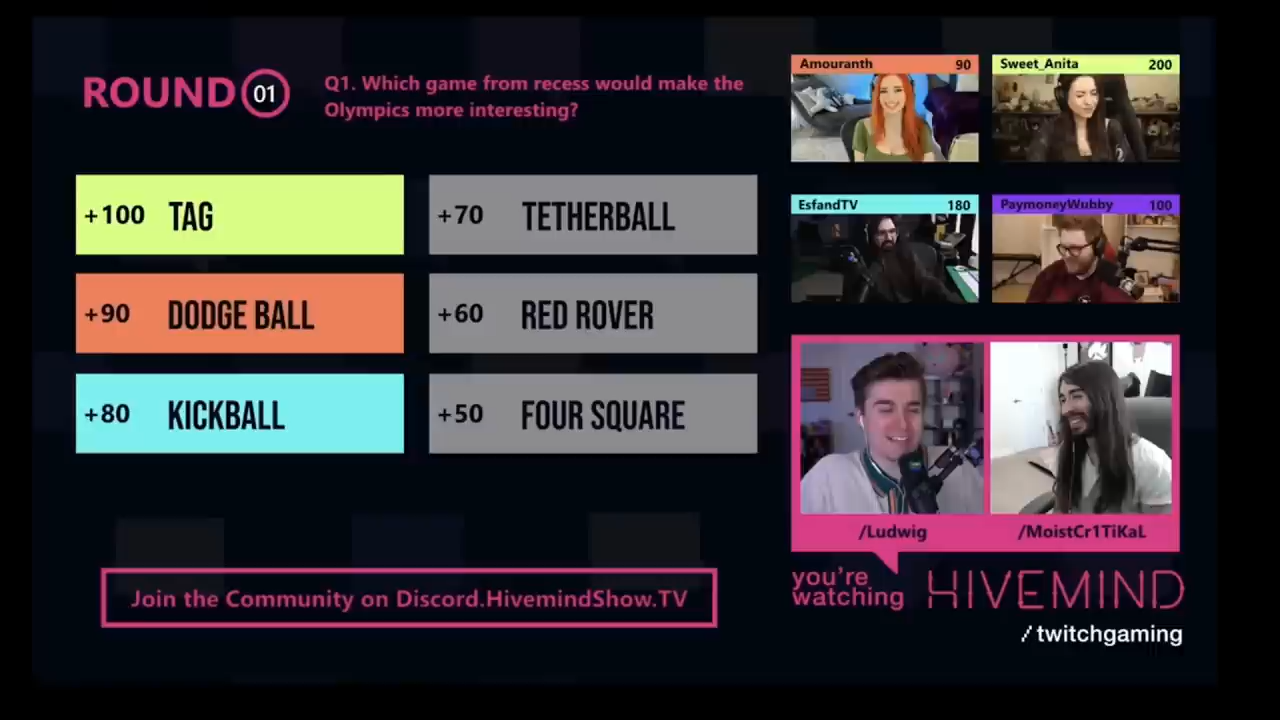 ROUND 01
Q1. Which game from recess would make the
Olympics more interesting?
+100 TAG
+90 DODGE BALL
+80 KICKBALL
+70 TETHERBALL
+60 RED ROVER
+50 FOUR SQUARE
Join the Community on Discord.HivemindShow.TV
Amouranth 90
Sweet_Anita 200
EsfandTV 180
PaymoneyWubby 100
/Ludwig
/MoistCr1TiKaL
you're
watching
HIVEMIND
/twitchgaming